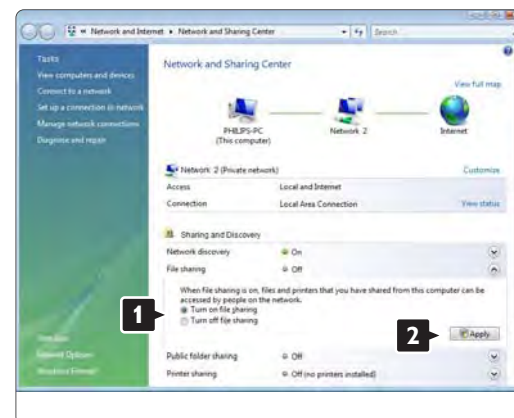 Network and Internet ▸ Network and Sharing Center
Search
Tasks
View computers and devices
Connect to a network
Set up a connection or network
Manage network connections
Diagnose and repair
Network and Sharing Center
View full map
PHILIPS-PC
(This computer)
Network 2
Internet
Network 2 (Private network)
Customize
Access
Local and Internet
Connection
Local Area Connection
View status
Sharing and Discovery
Network discovery
On
File sharing
Off
When file sharing is on, files and printers that you have shared from this computer can be
accessed by people on the network.
1
Turn on file sharing
Turn off file sharing
2
Apply
Public folder sharing
Off
Printer sharing
Off (no printers installed)
Internet Options
Windows Firewall